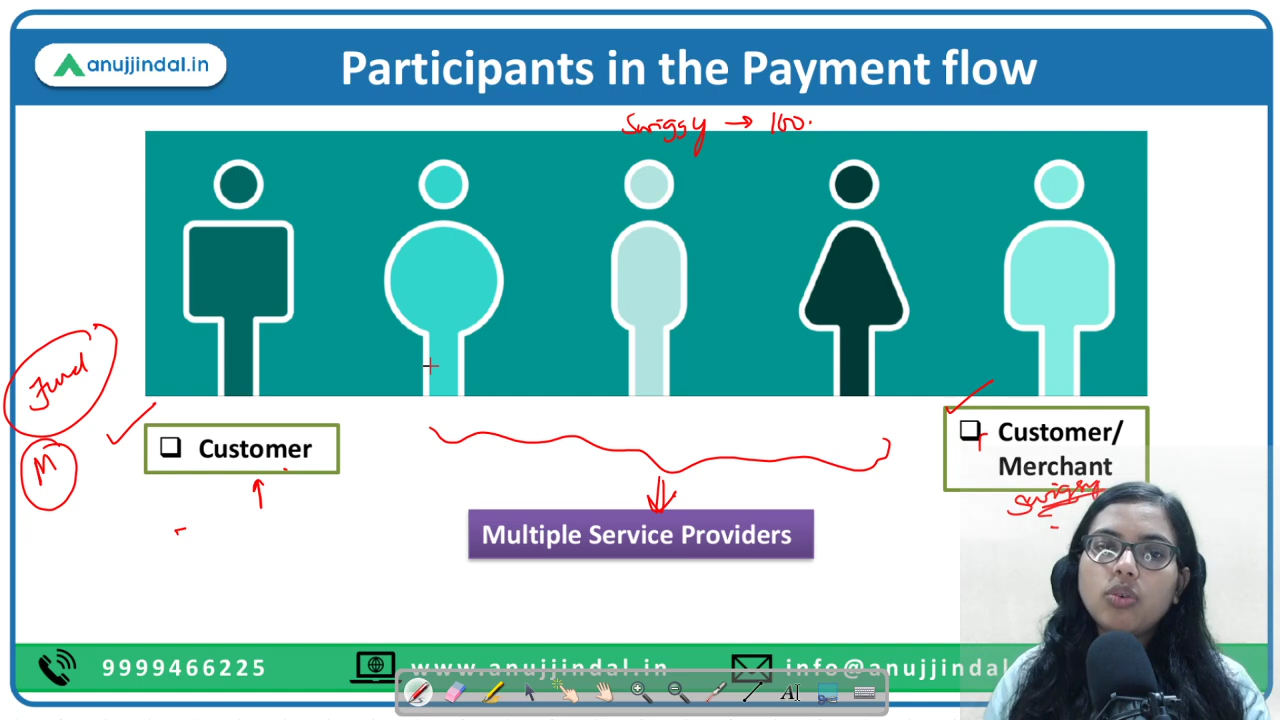 anujjindal.in
Participants in the Payment flow
Swiggy → 100.
Fund
M
❑ Customer
❑ Customer/
Merchant
Swiggy
Multiple Service Providers
9999466225
www.anujjindal.in
info@anujjindal
A